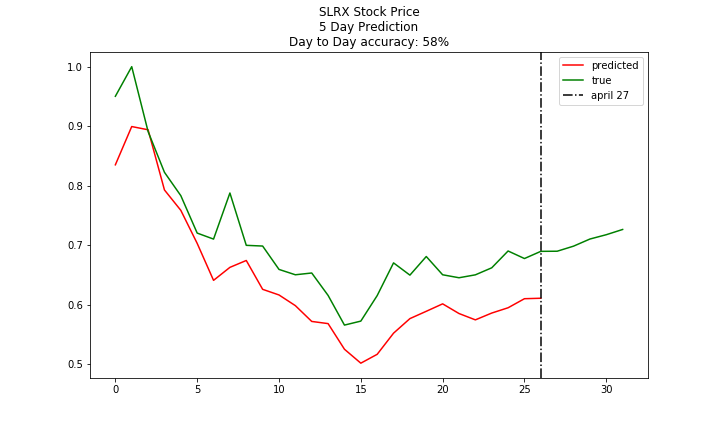 SLRX Stock Price
5 Day Prediction
Day to Day accuracy: 58%
predicted
true
april 27
1.0
0.9
0.8
0.7
0.6
0.5
0
5
10
15
20
25
30